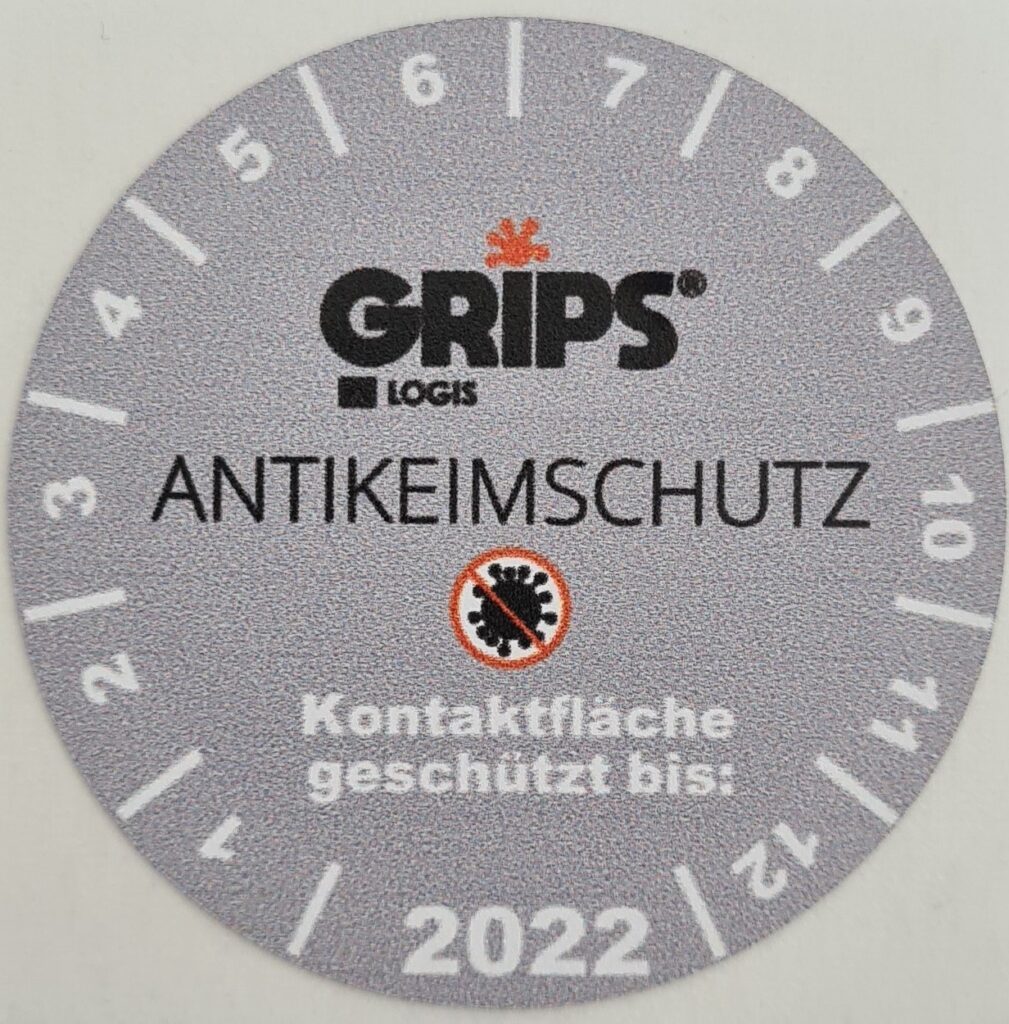 GRIPS®
LOGIS
ANTIKEIMSCHUTZ
Kontaktfläche
geschützt bis:
1
2
3
4
5
6
7
8
9
10
11
12
2022